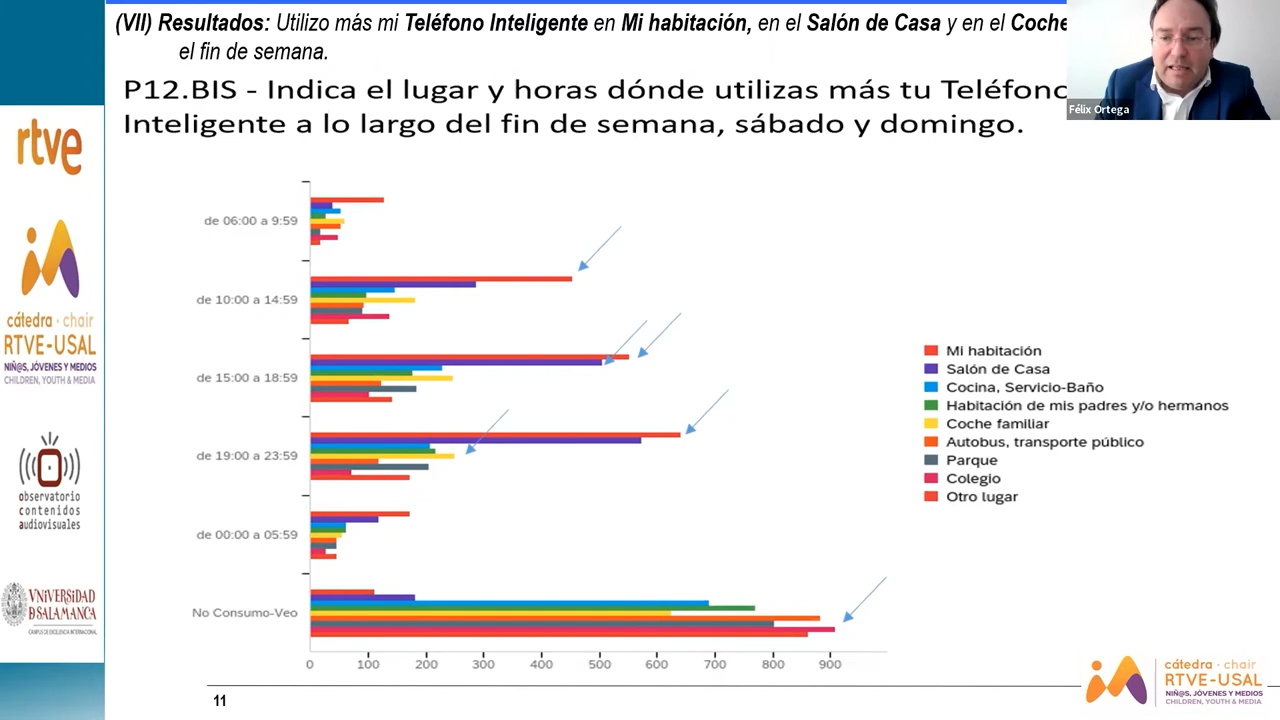 (VII) Resultados: Utilizo más mi Teléfono Inteligente en Mi habitación, en el Salón de Casa y en el Coche
el fin de semana.
Félix Ortega
P12.BIS - Indica el lugar y horas dónde utilizas más tu Teléfono
Inteligente a lo largo del fin de semana, sábado y domingo.
rtve
cátedra · chair
RTVE-USAL
NIÑ@S, JÓVENES Y MEDIOS
CHILDREN, YOUTH & MEDIA
observatorio
contenidos
audiovisuales
VNIVERSIDAD
D SALAMANCA
CAMPUS DE EXCELENCIA INTERNACIONAL
de 06:00 a 9:59
de 10:00 a 14:59
de 15:00 a 18:59
de 19:00 a 23:59
de 00:00 a 05:59
No Consumo-Veo
0 100 200 300 400 500 600 700 800 900
Mi habitación
Salón de Casa
Cocina, Servicio-Baño
Habitación de mis padres y/o hermanos
Coche familiar
Autobus, transporte público
Parque
Colegio
Otro lugar
11
cátedra · chair
RTVE-USAL
NIÑ@S, JÓVENES Y MEDIOS
CHILDREN, YOUTH & MEDIA